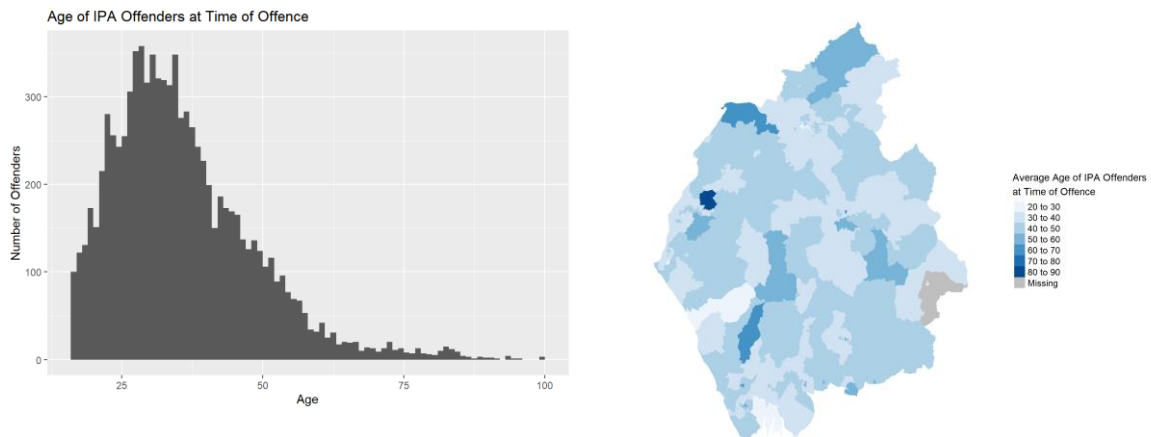 Age of IPA Offenders at Time of Offence
Number of Offenders
300
200
100
0
25
50
75
100
Age
Average Age of IPA Offenders
at Time of Offence
20 to 30
30 to 40
40 to 50
50 to 60
60 to 70
70 to 80
80 to 90
Missing